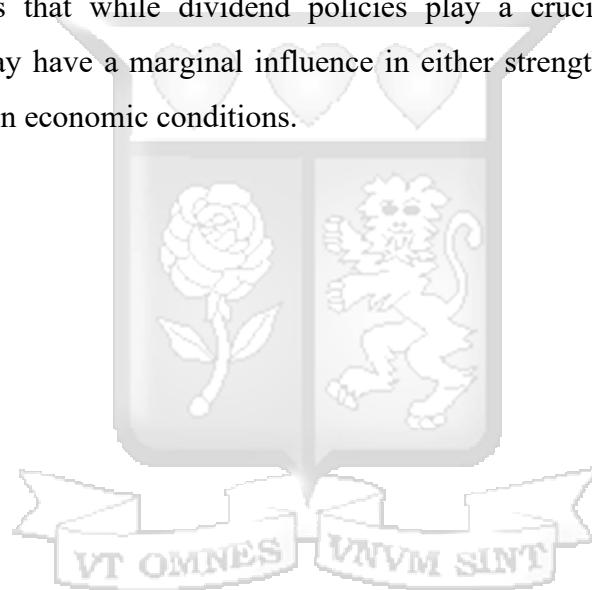 s that while dividend policies play a cruci
ay have a marginal influence in either strengt
n economic conditions.
VT OMNES VNVM SINT